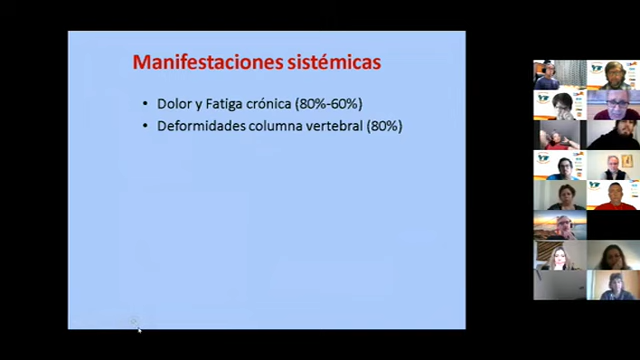 Manifestaciones sistémicas
• Dolor y Fatiga crónica (80%-60%)
• Deformidades columna vertebral (80%)